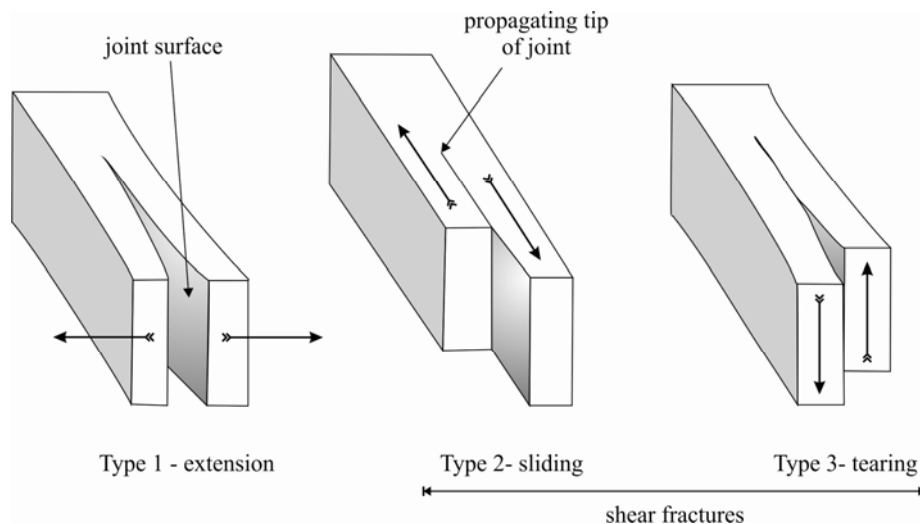 joint surface
propagating tip
of joint
Type 1 - extension
Type 2- sliding
Type 3- tearing
shear fractures